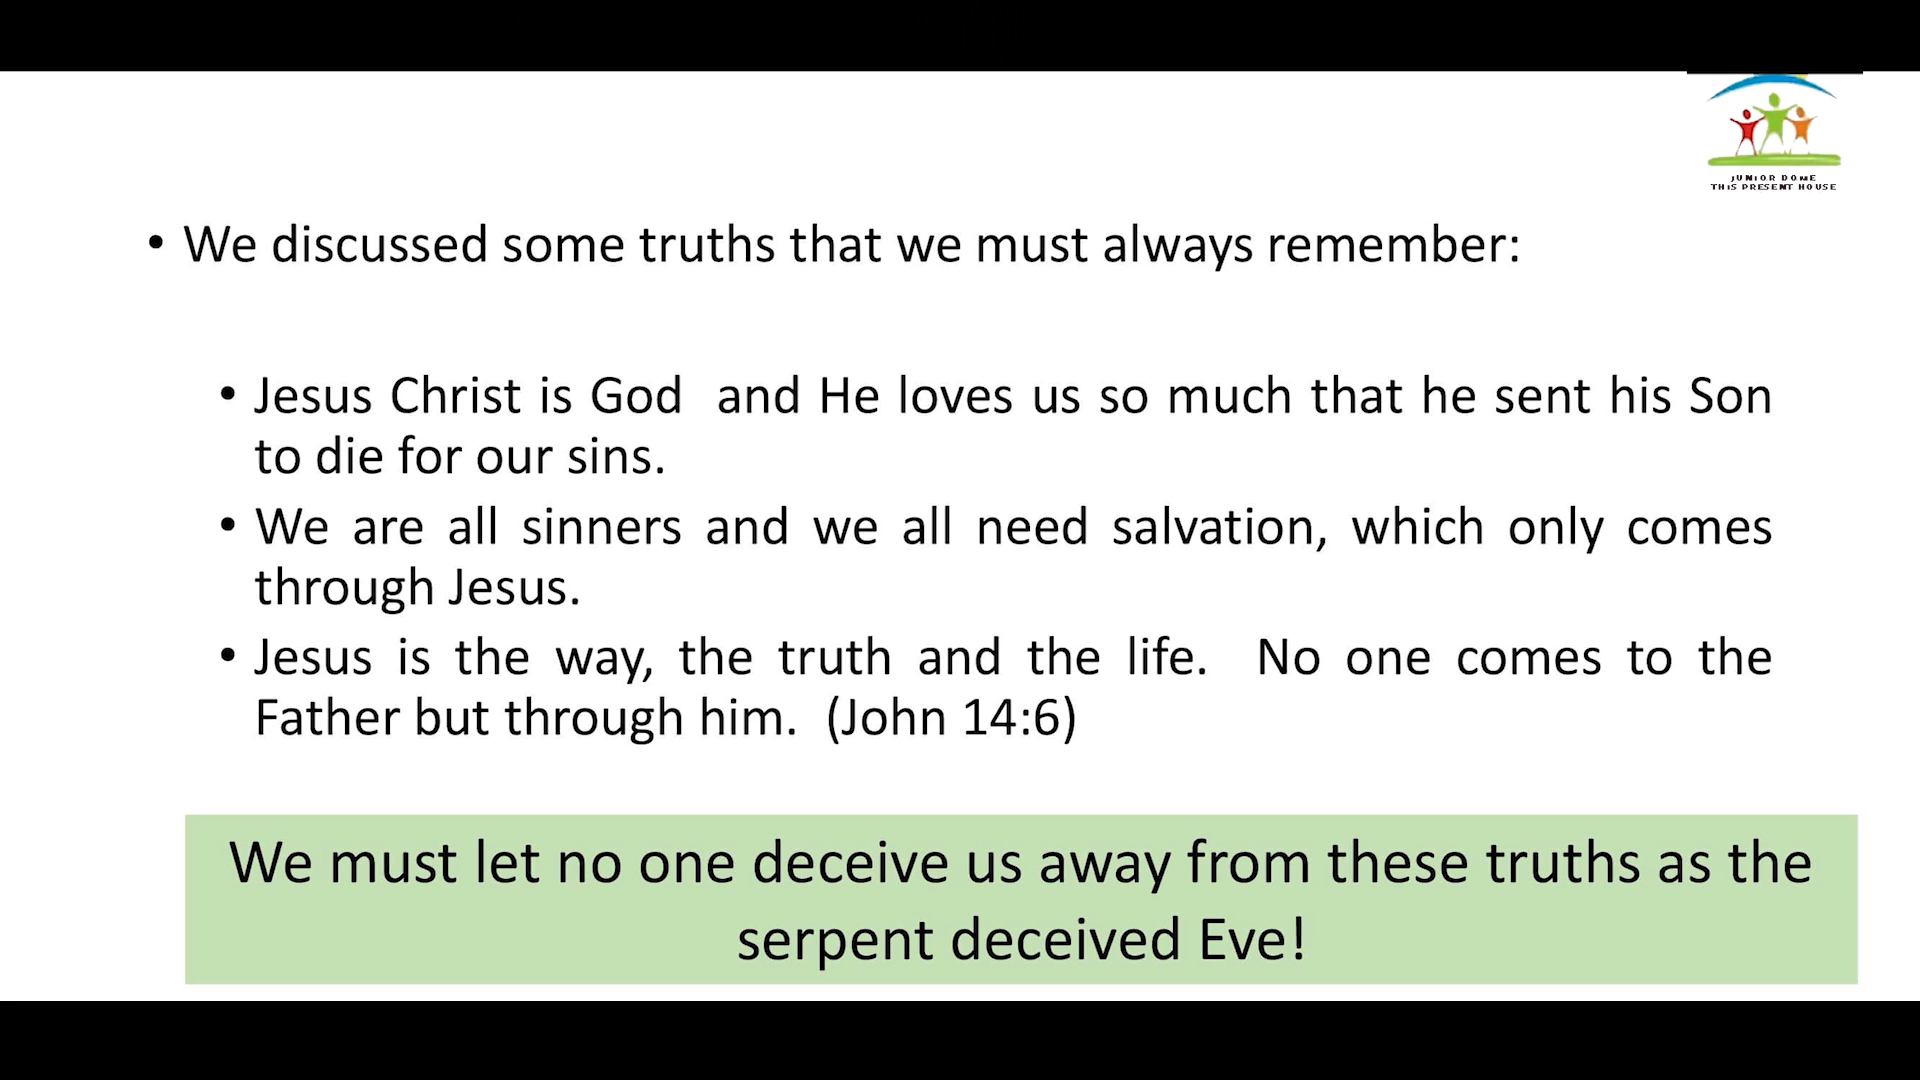 JUNIOR DOME
THIS PRESENT HOUSE
• We discussed some truths that we must always remember:
• Jesus Christ is God and He loves us so much that he sent his Son
to die for our sins.
• We are all sinners and we all need salvation, which only comes
through Jesus.
• Jesus is the way, the truth and the life. No one comes to the
Father but through him. (John 14:6)
We must let no one deceive us away from these truths as the
serpent deceived Eve!